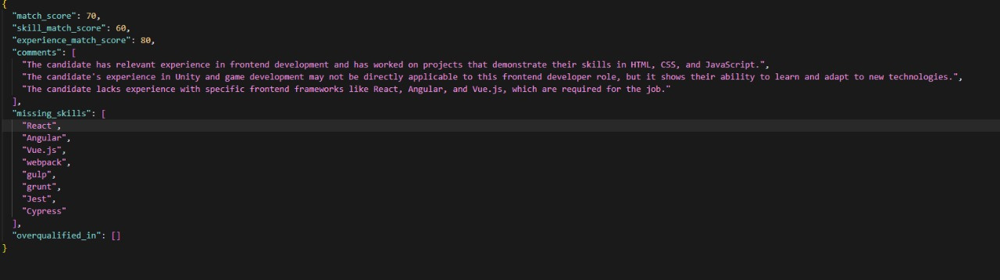 {
"match_score": 70,
"skill_match_score": 60,
"experience_match_score": 80,
"comments": [
"The candidate has relevant experience in frontend development and has worked on projects that demonstrate their skills in HTML, CSS, and JavaScript.",
"The candidate's experience in Unity and game development may not be directly applicable to this frontend developer role, but it shows their ability to learn and adapt to new technologies.",
"The candidate lacks experience with specific frontend frameworks like React, Angular, and Vue.js, which are required for the job."
],
"missing_skills": [
"React",
"Angular",
"Vue.js",
"webpack",
"gulp",
"grunt",
"Jest",
"Cypress"
],
"overqualified_in": []
}